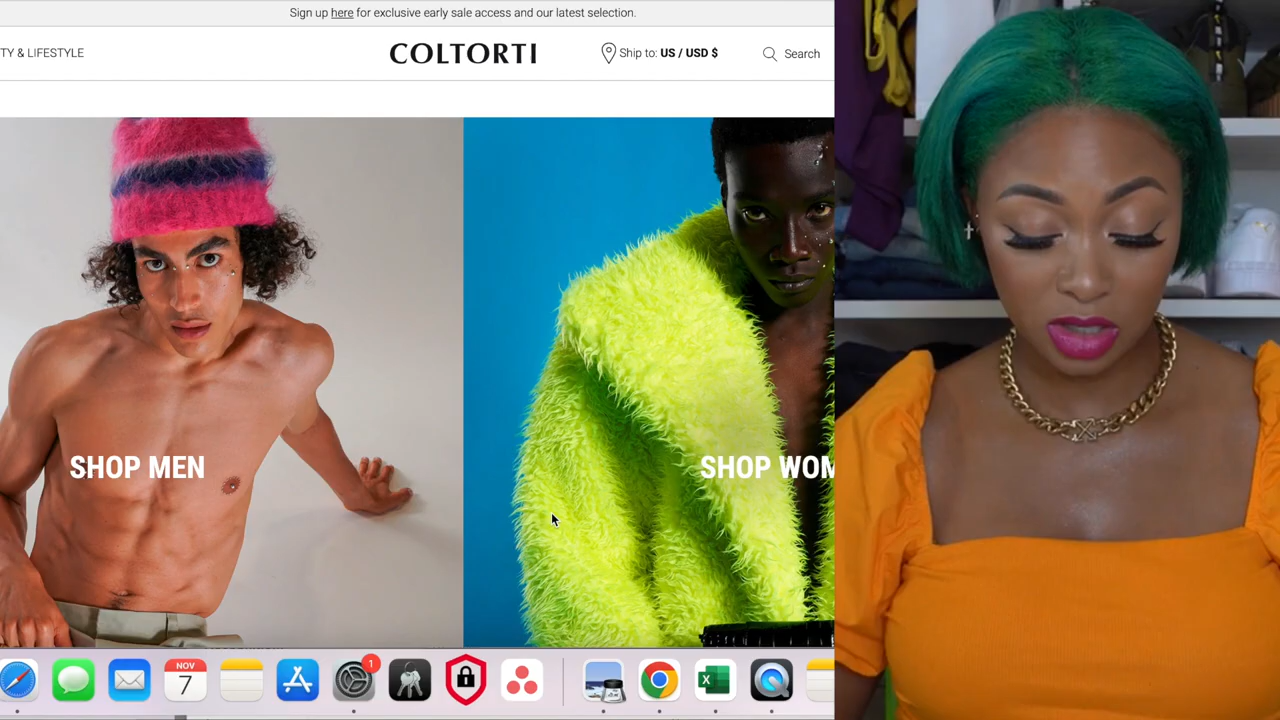 Sign up here for exclusive early sale access and our latest selection.
TY & LIFESTYLE
COLTORTI
Ship to: US / USD $
Search
SHOP MEN
SHOP WOM
NOV
7
1
X